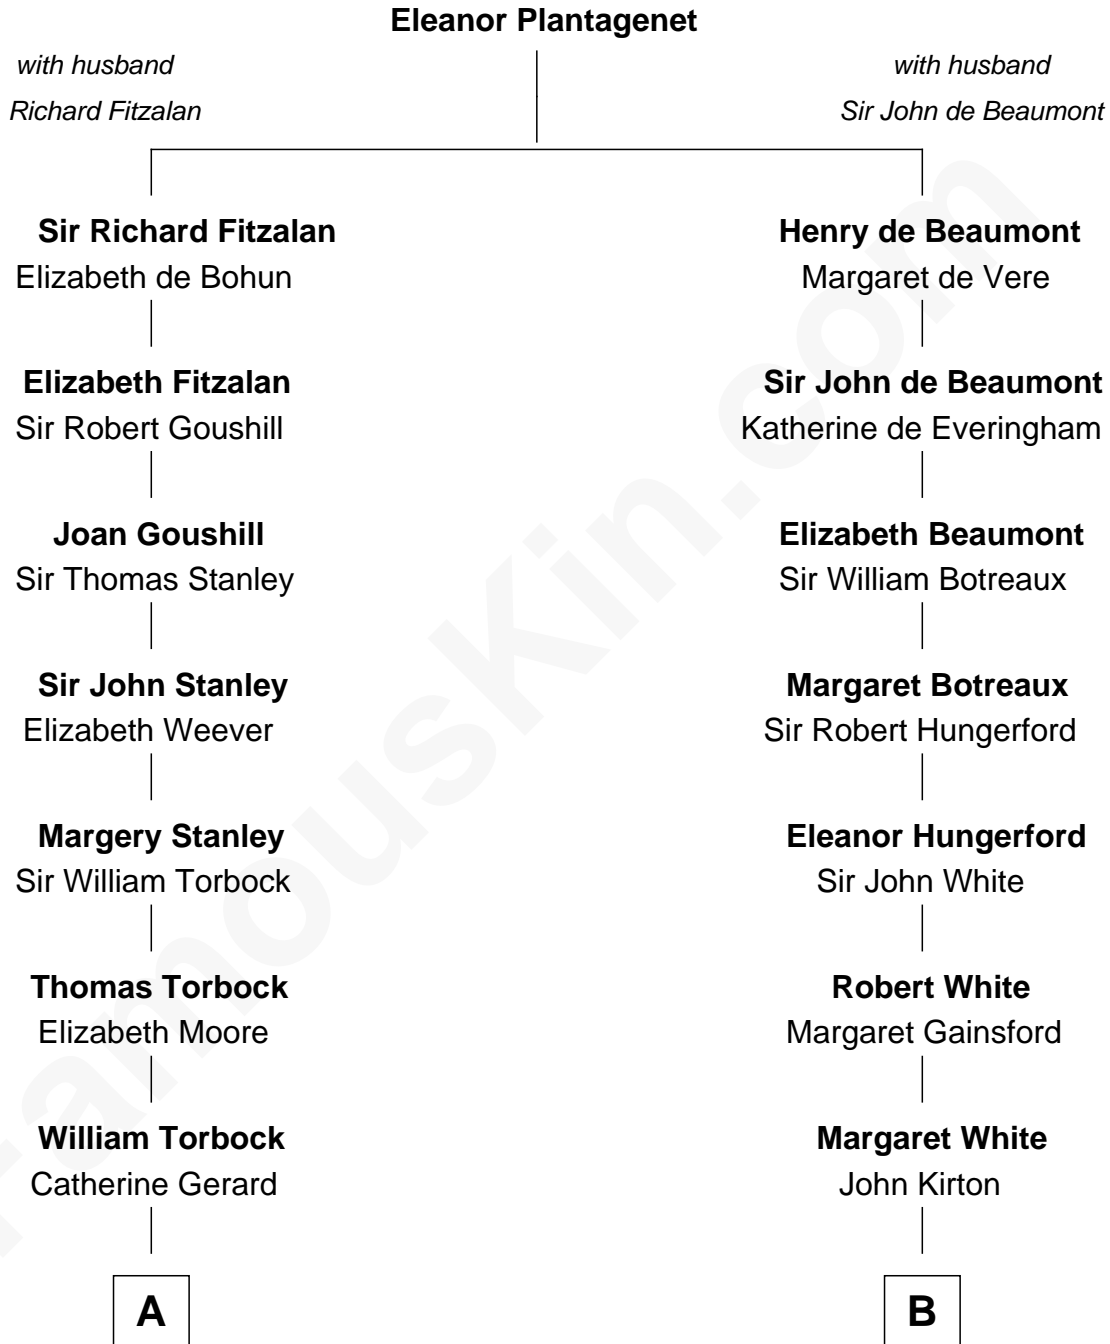 Eleanor Plantagenet
with husband
Richard Fitzalan
with husband
Sir John de Beaumont
Sir Richard Fitzalan
Elizabeth de Bohun
Henry de Beaumont
Margaret de Vere
Elizabeth Fitzalan
Sir Robert Goushill
Sir John de Beaumont
Katherine de Everingham
Joan Goushill
Sir Thomas Stanley
Elizabeth Beaumont
Sir William Botreaux
Sir John Stanley
Elizabeth Weever
Margaret Botreaux
Sir Robert Hungerford
Margery Stanley
Sir William Torbock
Eleanor Hungerford
Sir John White
Thomas Torbock
Elizabeth Moore
Robert White
Margaret Gainsford
William Torbock
Catherine Gerard
Margaret White
John Kirton
A
B
FamousKin.com